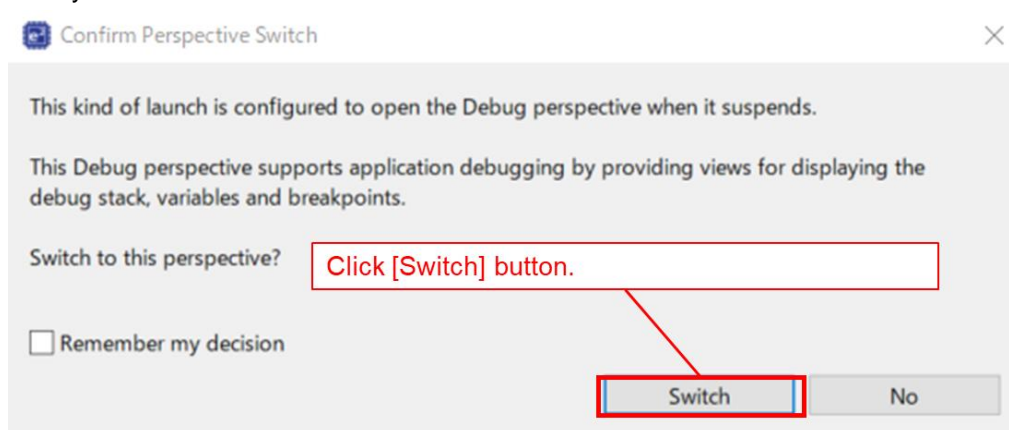 Confirm Perspective Switch
This kind of launch is configured to open the Debug perspective when it suspends.
This Debug perspective supports application debugging by providing views for displaying the
debug stack, variables and breakpoints.
Switch to this perspective?
Click [Switch] button.
Remember my decision
Switch
No